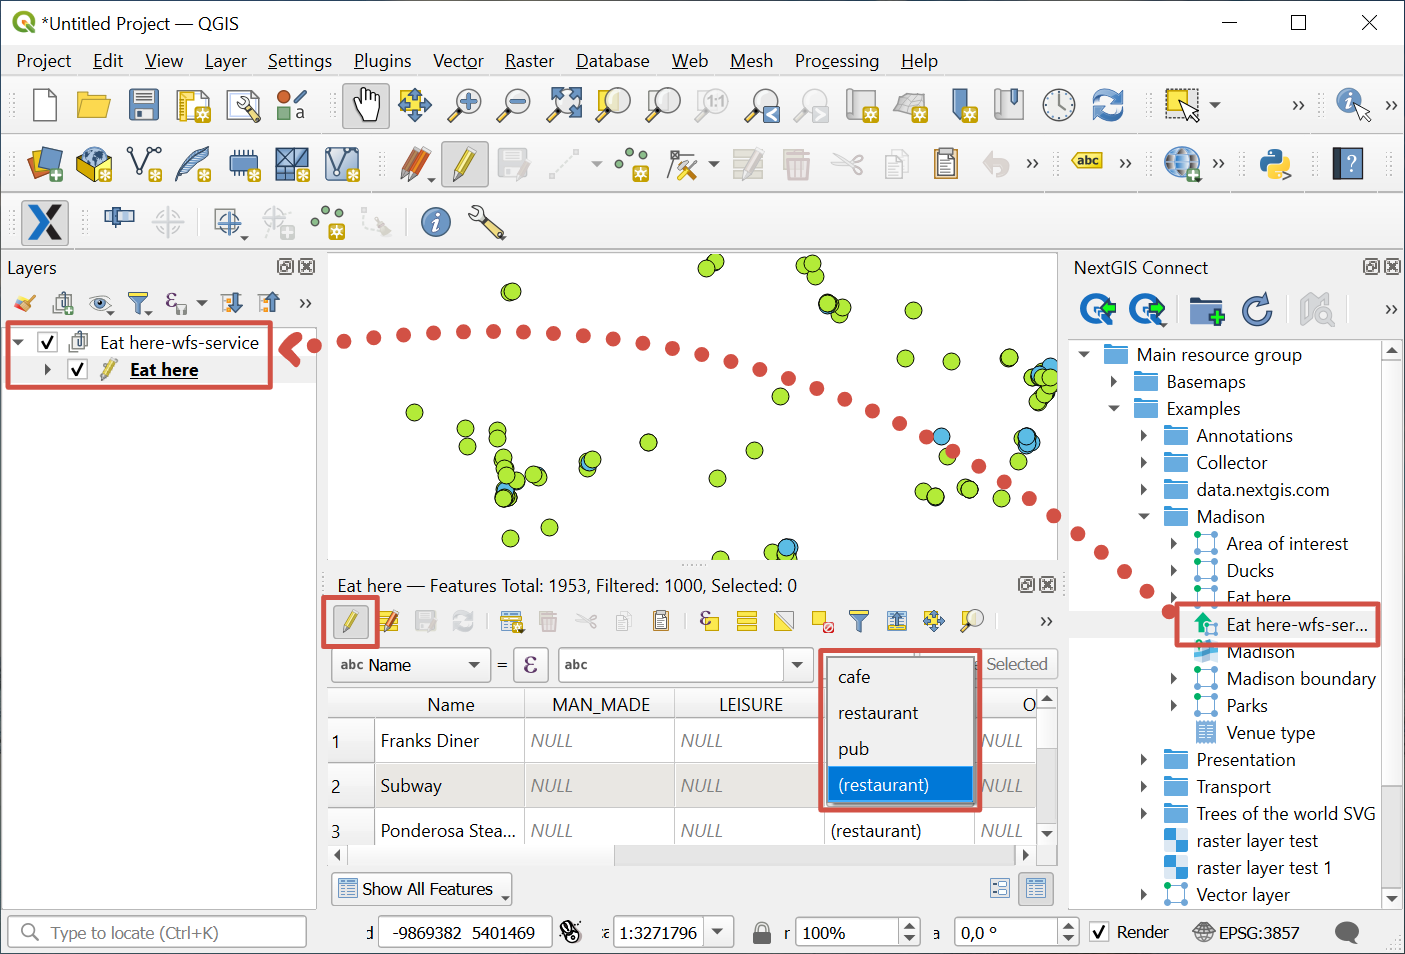 *Untitled Project — QGIS
Project Edit View Layer Settings Plugins Vector Raster Database Web Mesh Processing Help
1:1
abc
Layers
Eat here-wfs-service
Eat here
NextGIS Connect
Main resource group
Basemaps
Examples
Annotations
Collector
data.nextgis.com
Madison
Area of interest
Ducks
Eat here
Eat here-wfs-ser...
Madison
Madison boundary
Parks
Venue type
Presentation
Transport
Trees of the world SVG
raster layer test
raster layer test 1
Vector layer
Eat here — Features Total: 1953, Filtered: 1000, Selected: 0
abc Name = ε abc Selected
cafe
restaurant
pub
(restaurant)
Name MAN_MADE LEISURE O
1 Franks Diner NULL NULL NULL
2 Subway NULL NULL NULL
3 Ponderosa Stea... NULL NULL (restaurant) NULL
Show All Features
Type to locate (Ctrl+K) d -9869382 5401469 1:3271796 r 100% a 0,0 ° Render EPSG:3857